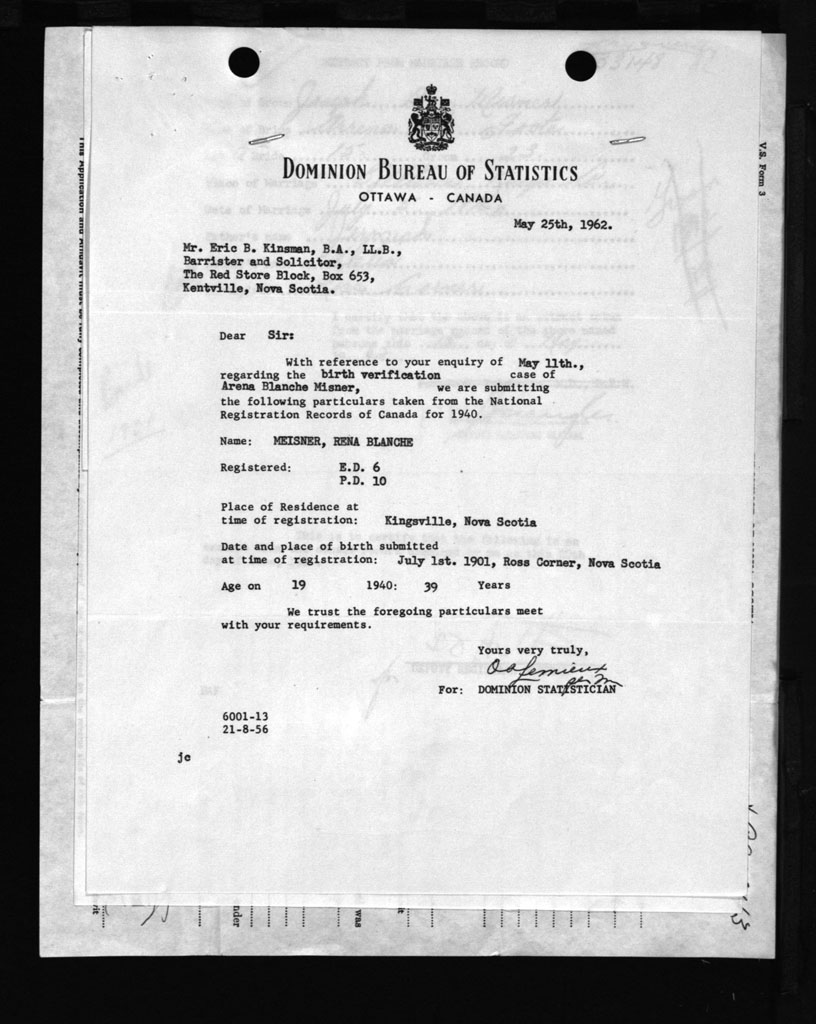 DOMINION BUREAU OF STATISTICS
OTTAWA - CANADA
May 25th, 1962.
Mr. Eric B. Kinsman, B.A., LL.B.,
Barrister and Solicitor,
The Red Store Block, Box 653,
Kentville, Nova Scotia.
Dear Sir:
With reference to your enquiry of May 11th.,
regarding the birth verification case of
Arena Blanche Misner, we are submitting
the following particulars taken from the National
Registration Records of Canada for 1940.
Name: MEISNER, RENA BLANCHE
Registered: E.D. 6
P.D. 10
Place of Residence at
time of registration: Kingsville, Nova Scotia
Date and place of birth submitted
at time of registration: July 1st. 1901, Ross Corner, Nova Scotia
Age on 19 1940: 39 Years
We trust the foregoing particulars meet
with your requirements.
Yours very truly,
Lemieux
For: DOMINION STATISTICIAN
6001-13
21-8-56
jc
V.S. Form 3